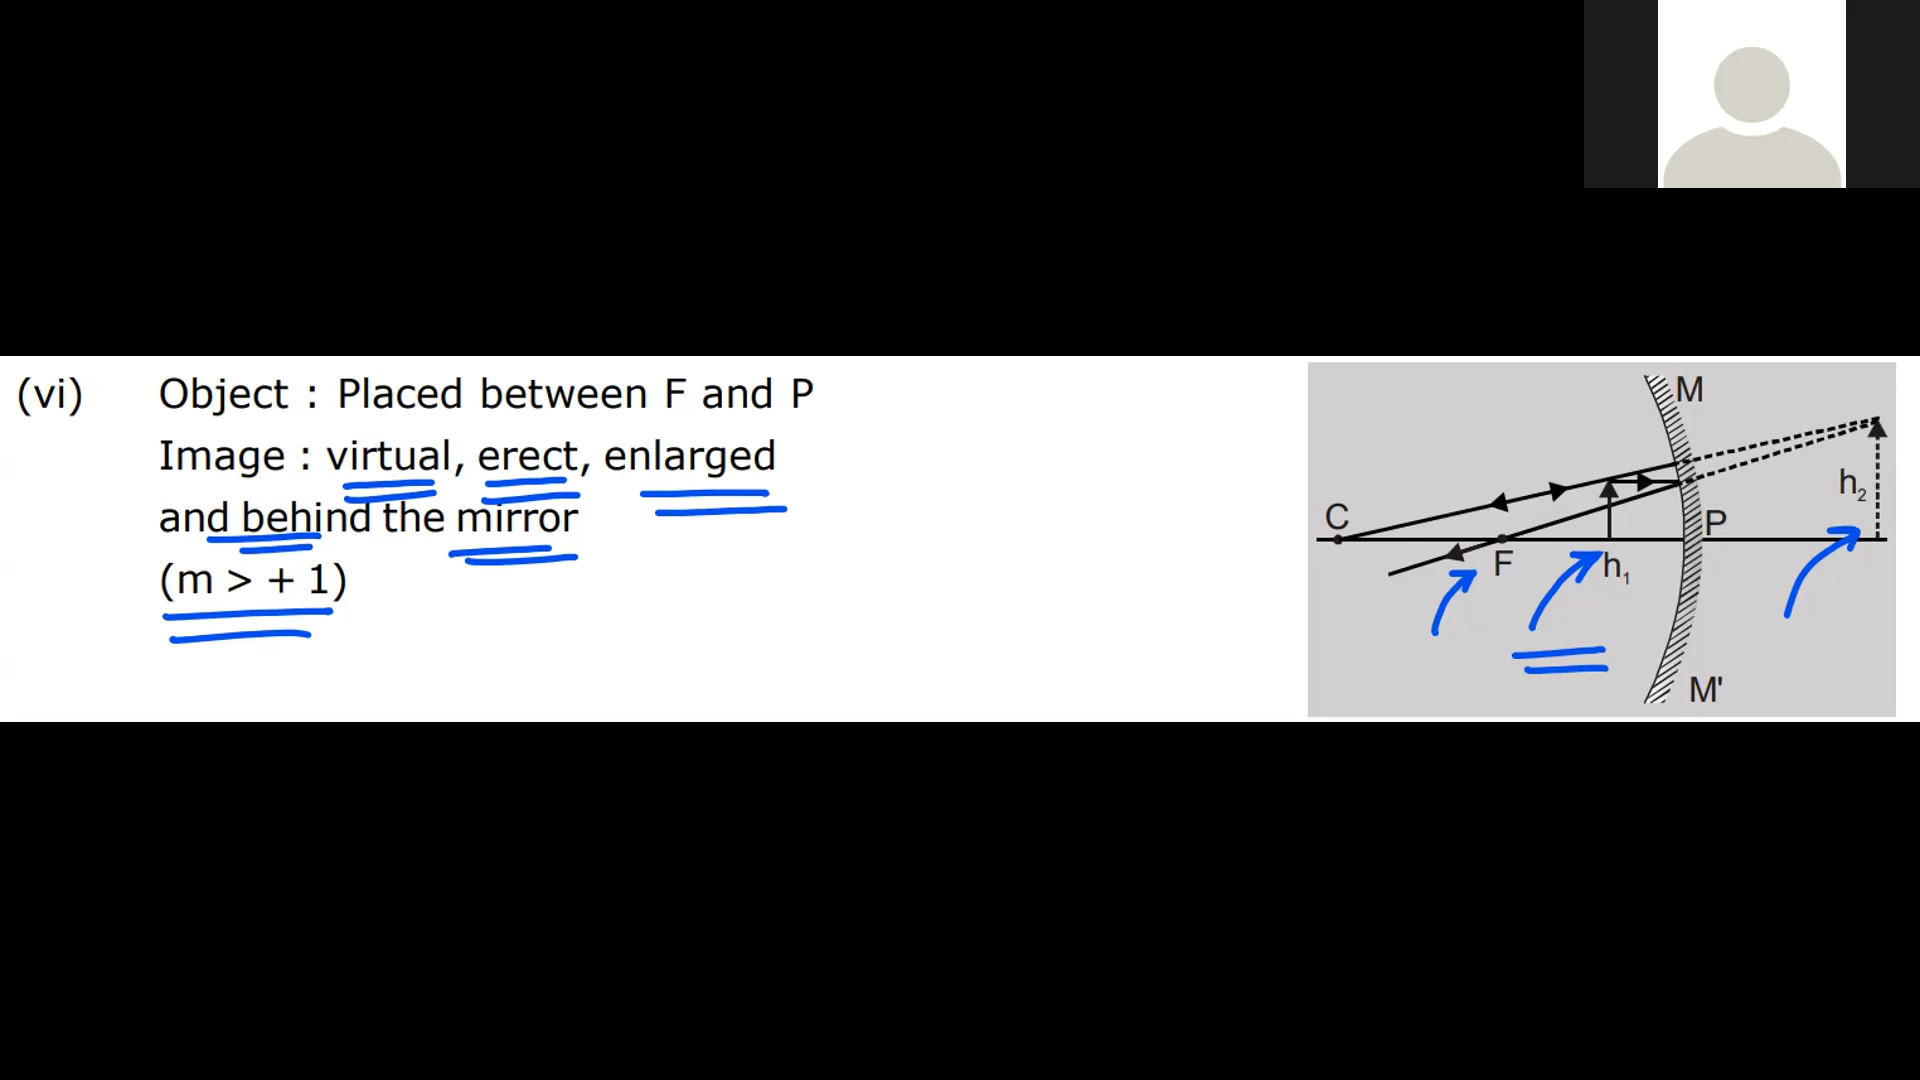 (vi) Object : Placed between F and P
Image : virtual, erect, enlarged
and behind the mirror
(m > + 1)
M
h₂
C
P
F
h₁
M'